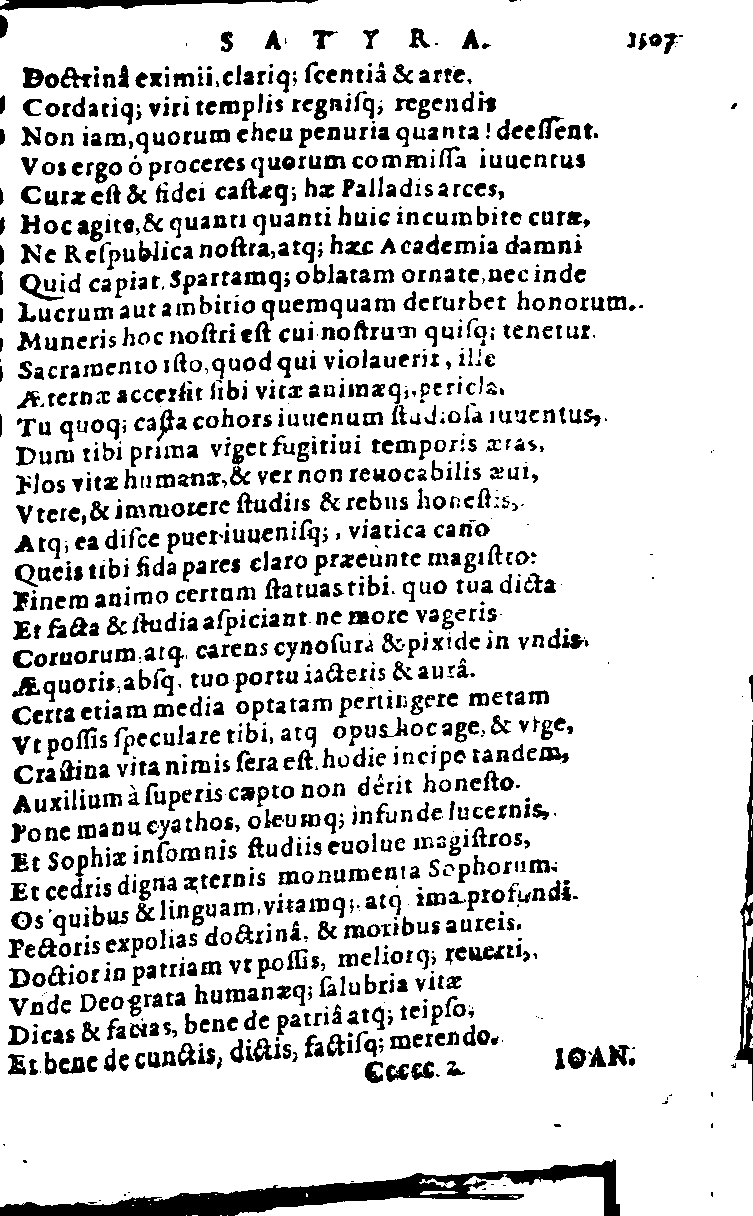 S A T Y R A. 1507
Doctrinâ eximii, clariq; scentiâ & arte.
Cordatiq; viri templis regnisq; regendis
Non iam, quorum eheu penuria quanta! deessent.
Vos ergo ó proceres quorum commissa iuuentus
Curæ est & fidei castæq; hæ Palladis arces,
Hoc agite, & quanti quanti huic incumbite curæ,
Ne Respublica nostra, atq; hæc Academia damni
Quid capiat. Spartamq; oblatam ornate, nec inde
Lucrum aut ambitio quemquam deturbet honorum.
Muneris hoc nostri est cui nostrum quisq; tenetur.
Sacramento isto, quod qui violauerit, ille
Æternæ accersit sibi vitæ animæq; pericla.
Tu quoq; casta cohors iuuenum studiosa iuuentus,
Dum tibi prima viget fugitiui temporis ætas,
Flos vitæ humanæ, & ver non reuocabilis æui,
Vtere, & immorere studiis & rebus honestis,
Atq; ea disce puer iuuenisq; viatica cano
Queis tibi fida pares claro præeunte magistro:
Finem animo certum statuas tibi. quo tua dicta
Et facta & studia aspiciant ne more vageris
Coruorum, atq. carens cynosura & pixide in vndis.
Æquoris, absq. tuo portu iacteris & aurâ.
Certa etiam media optatam pertingere metam
Vt possis speculare tibi, atq opus hoc age, & vrge,
Crastina vita nimis sera est. hodie incipe tandem,
Auxilium à superis cæpto non dêrit honesto.
Pone manu cyathos, oleumq; infunde lucernis,
Et Sophiæ insomnis studiis euolue magistros,
Et cedris digna æternis monumenta Sophorum.
Os quibus & linguam, vitamq; atq ima profundi.
Pectoris expolias doctrinâ, & moribus aureis.
Doctior in patriam vt possis, meliorq; reuerti,
Vnde Deo grata humanæq; salubria vitæ
Dicas & facias, bene de patriâ atq; teipso,
Et bene de cunctis, dictis, factisq; merendo.
Ccccc. 2 IOAN.